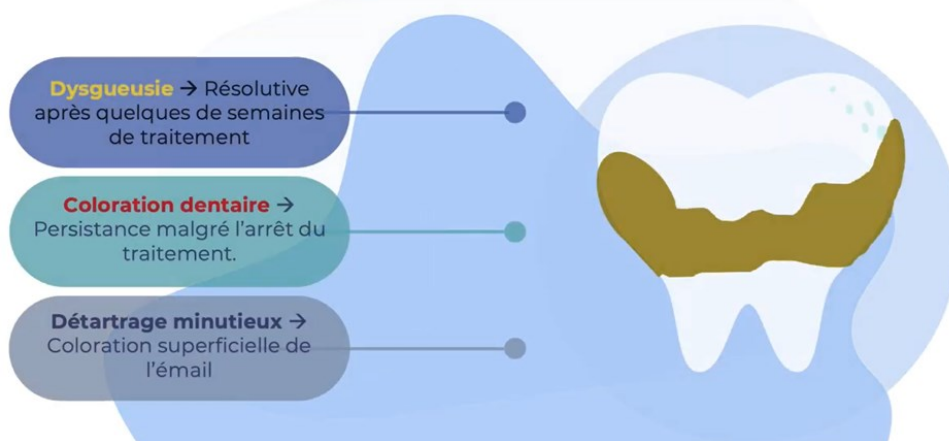 Dysgueusie → Résolutive
après quelques de semaines
de traitement
Coloration dentaire →
Persistance malgré l'arrêt du
traitement.
Détartrage minutieux →
Coloration superficielle de
l'émail